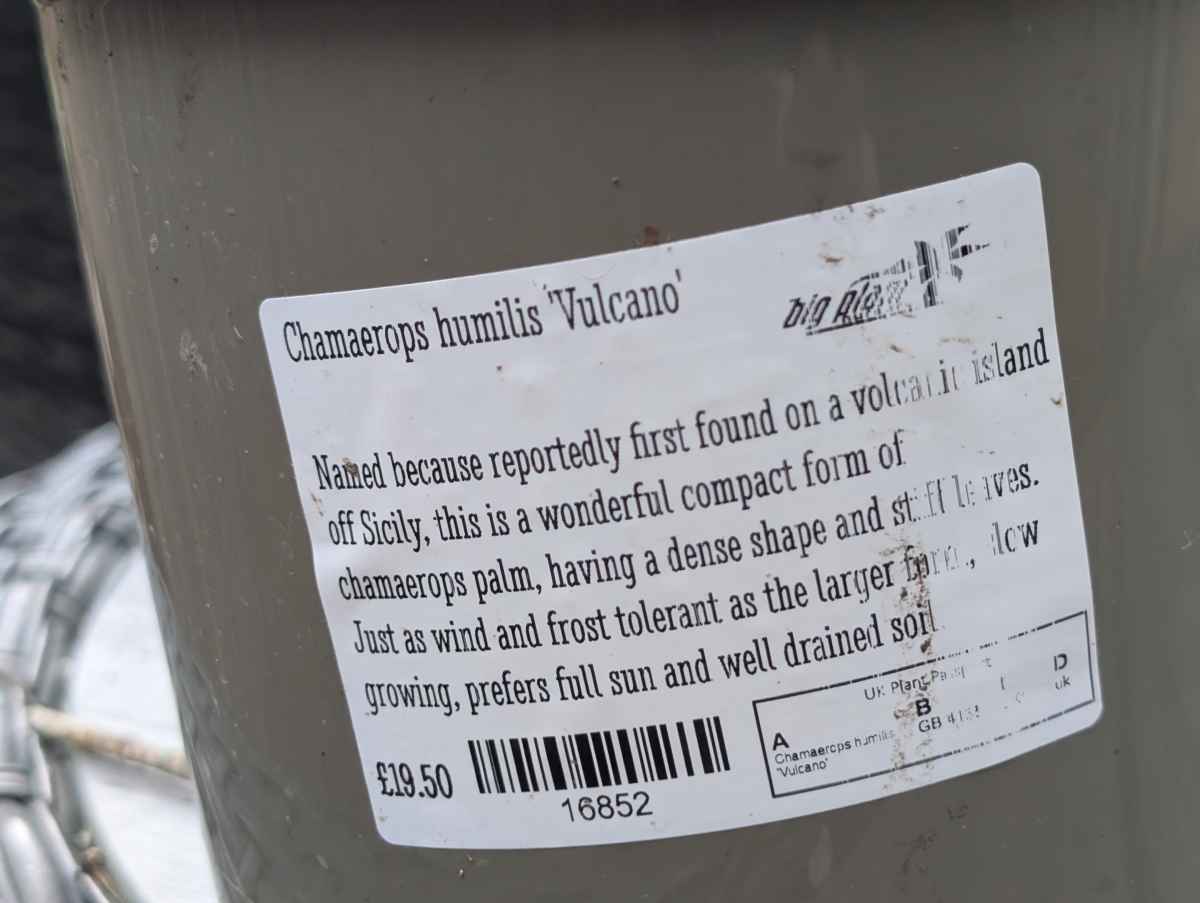 Chamaerops humilis 'Vulcano'
big plant
Named because reportedly first found on a volcanic island
off Sicily, this is a wonderful compact form of
chamaerops palm, having a dense shape and stiff leaves.
Just as wind and frost tolerant as the larger form, slow
growing, prefers full sun and well drained soil
£19.50
16852
UK Plant Passport
A
Chamaerops humilis
'Vulcano'
B
GB
D
uk